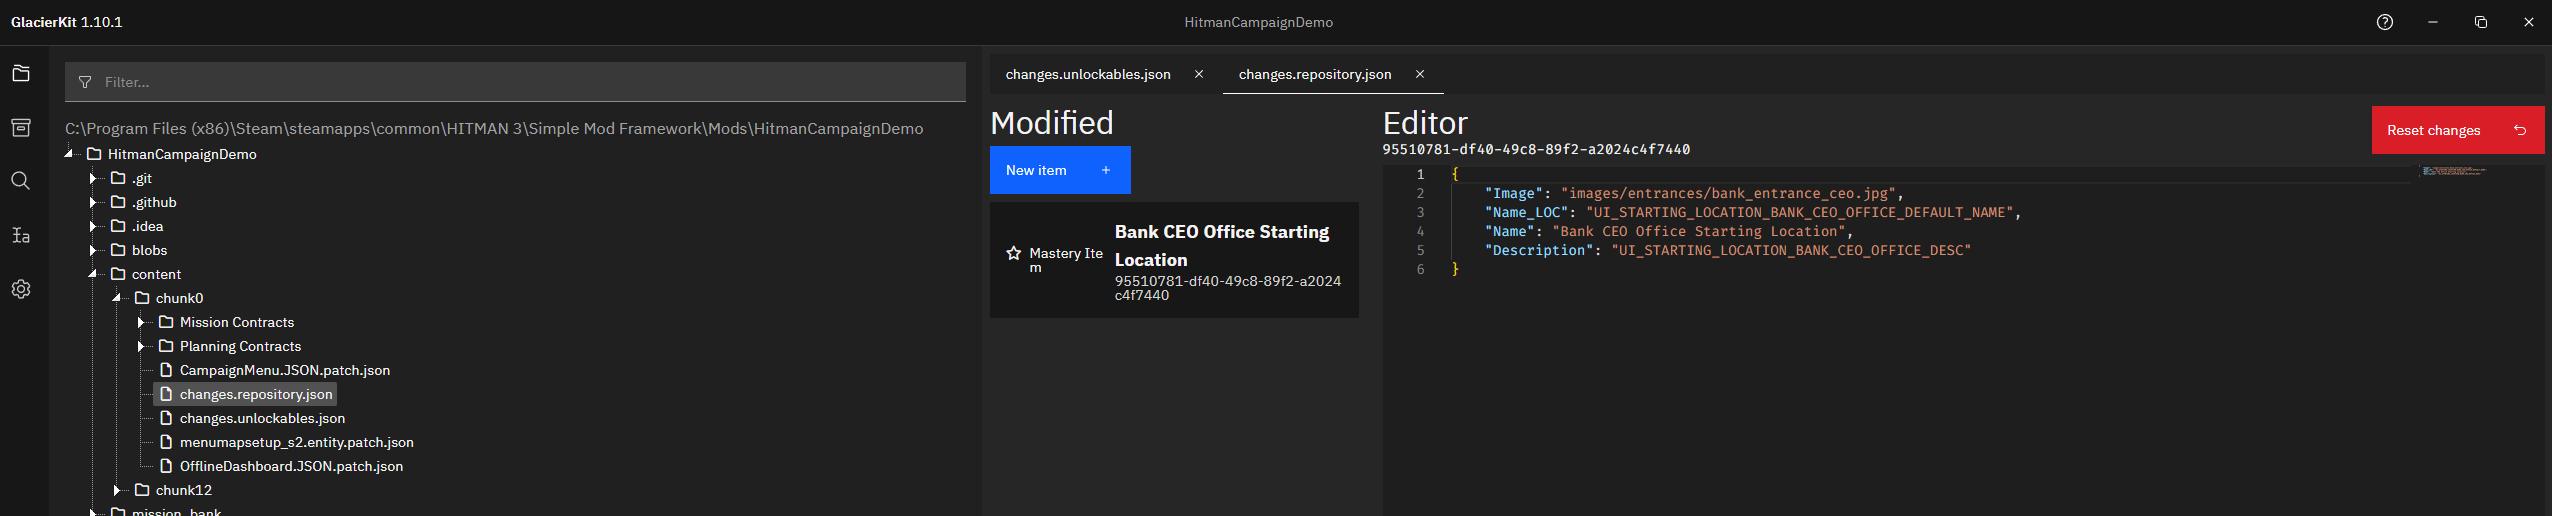 GlacierKit 1.10.1
HitmanCampaignDemo
Filter...
C:\Program Files (x86)\Steam\steamapps\common\HITMAN 3\Simple Mod Framework\Mods\HitmanCampaignDemo
HitmanCampaignDemo
.git
.github
.idea
blobs
content
chunk0
Mission Contracts
Planning Contracts
CampaignMenu.JSON.patch.json
changes.repository.json
changes.unlockables.json
menumapsetup_s2.entity.patch.json
OfflineDashboard.JSON.patch.json
chunk12
mission_bank
changes.unlockables.json
changes.repository.json
Modified
New item
Mastery Ite
m
Bank CEO Office Starting
Location
95510781-df40-49c8-89f2-a2024
c4f7440
Editor
95510781-df40-49c8-89f2-a2024c4f7440
Reset changes
1 {
2 "Image": "images/entrances/bank_entrance_ceo.jpg",
3 "Name_LOC": "UI_STARTING_LOCATION_BANK_CEO_OFFICE_DEFAULT_NAME",
4 "Name": "Bank CEO Office Starting Location",
5 "Description": "UI_STARTING_LOCATION_BANK_CEO_OFFICE_DESC"
6 }